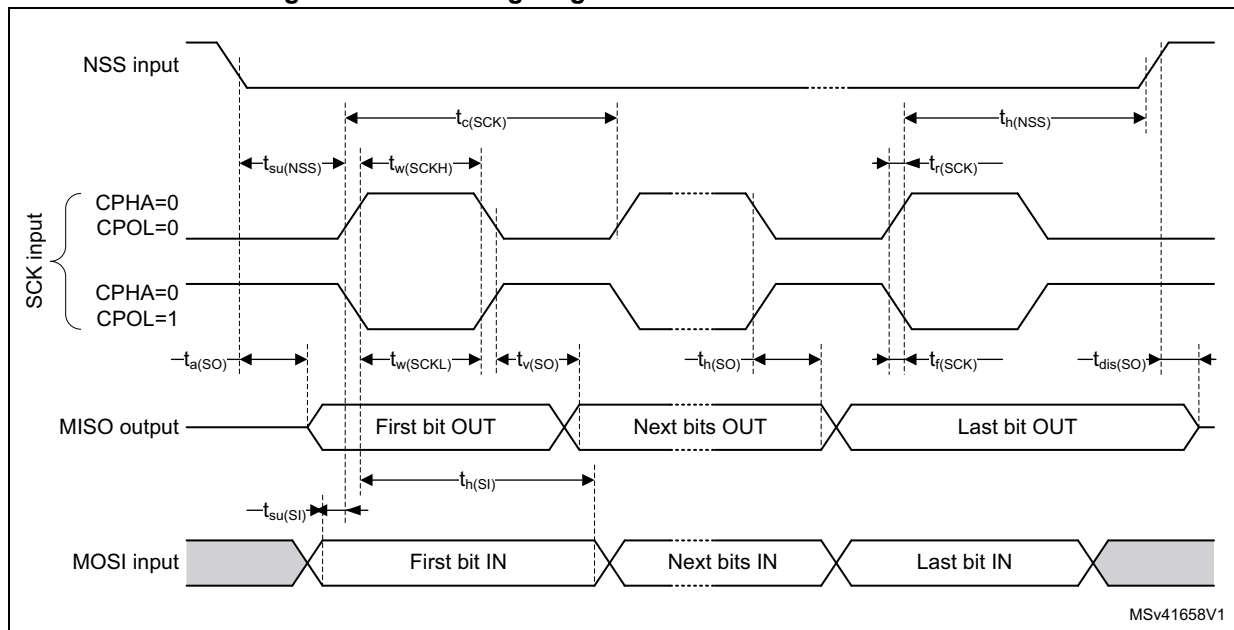 NSS input
tc(SCK)
th(NSS)
tsu(NSS)
tw(SCKH)
tr(SCK)
SCK input
CPHA=0
CPOL=0
CPHA=0
CPOL=1
ta(SO)
tw(SCKL)
tv(SO)
th(SO)
tf(SCK)
tdis(SO)
MISO output
First bit OUT
Next bits OUT
Last bit OUT
th(SI)
tsu(SI)
MOSI input
First bit IN
Next bits IN
Last bit IN
MSv41658V1